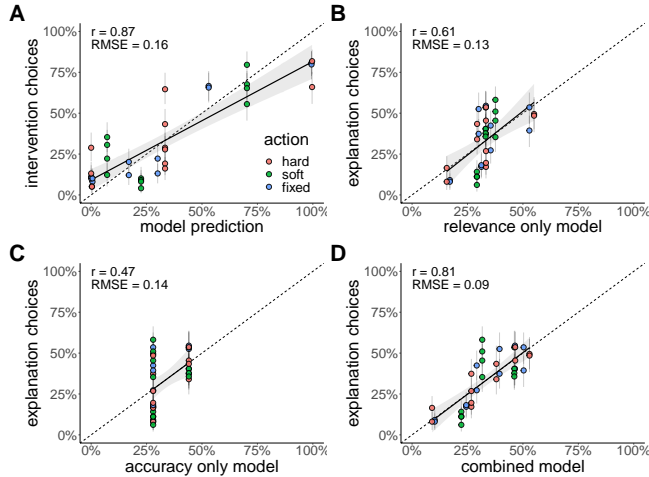 A
r = 0.87
RMSE = 0.16
100%
75%
50%
25%
0%
intervention choices
action
hard
soft
fixed
0% 25% 50% 75% 100%
model prediction
B
r = 0.61
RMSE = 0.13
100%
75%
50%
25%
0%
explanation choices
0% 25% 50% 75% 100%
relevance only model
C
r = 0.47
RMSE = 0.14
100%
75%
50%
25%
0%
explanation choices
0% 25% 50% 75% 100%
accuracy only model
D
r = 0.81
RMSE = 0.09
100%
75%
50%
25%
0%
explanation choices
0% 25% 50% 75% 100%
combined model